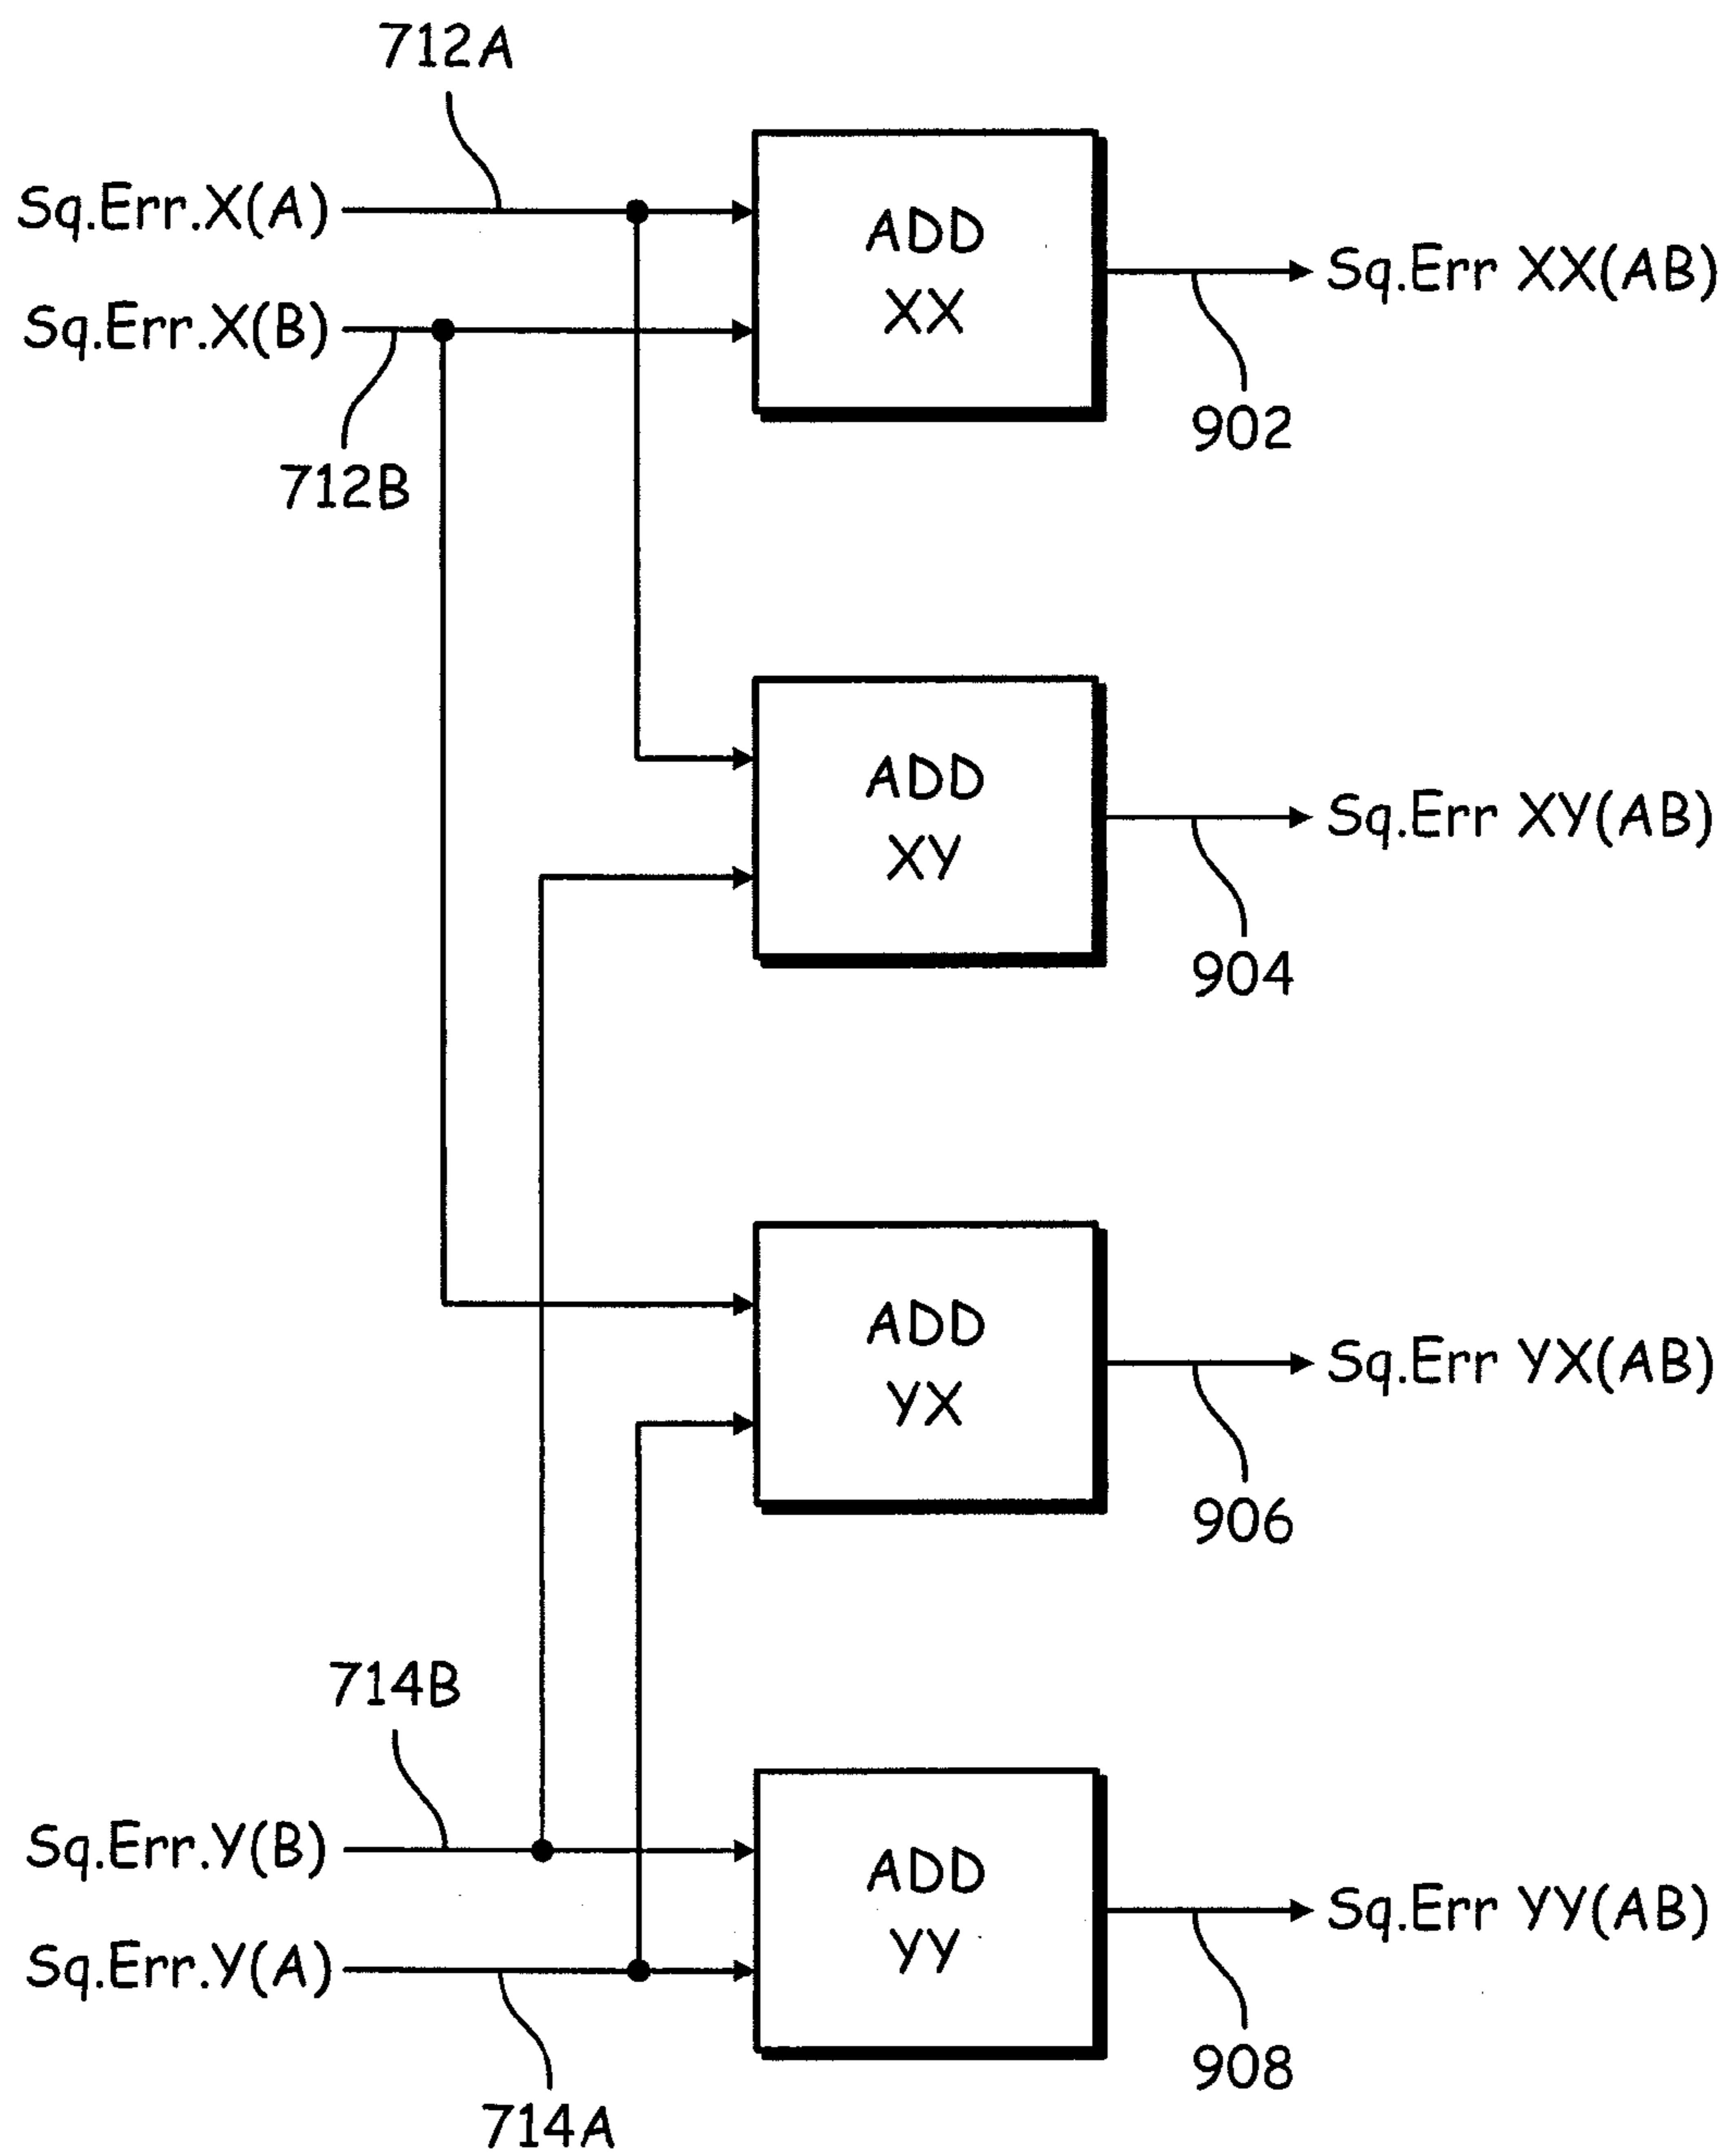 712A
Sq.Err.X(A)
ADD
XX
Sq.Err XX(AB)
Sq.Err.X(B)
902
712B
ADD
XY
Sq.Err XY(AB)
904
ADD
YX
Sq.Err YX(AB)
906
714B
Sq.Err.Y(B)
ADD
YY
Sq.Err YY(AB)
Sq.Err.Y(A)
908
714A